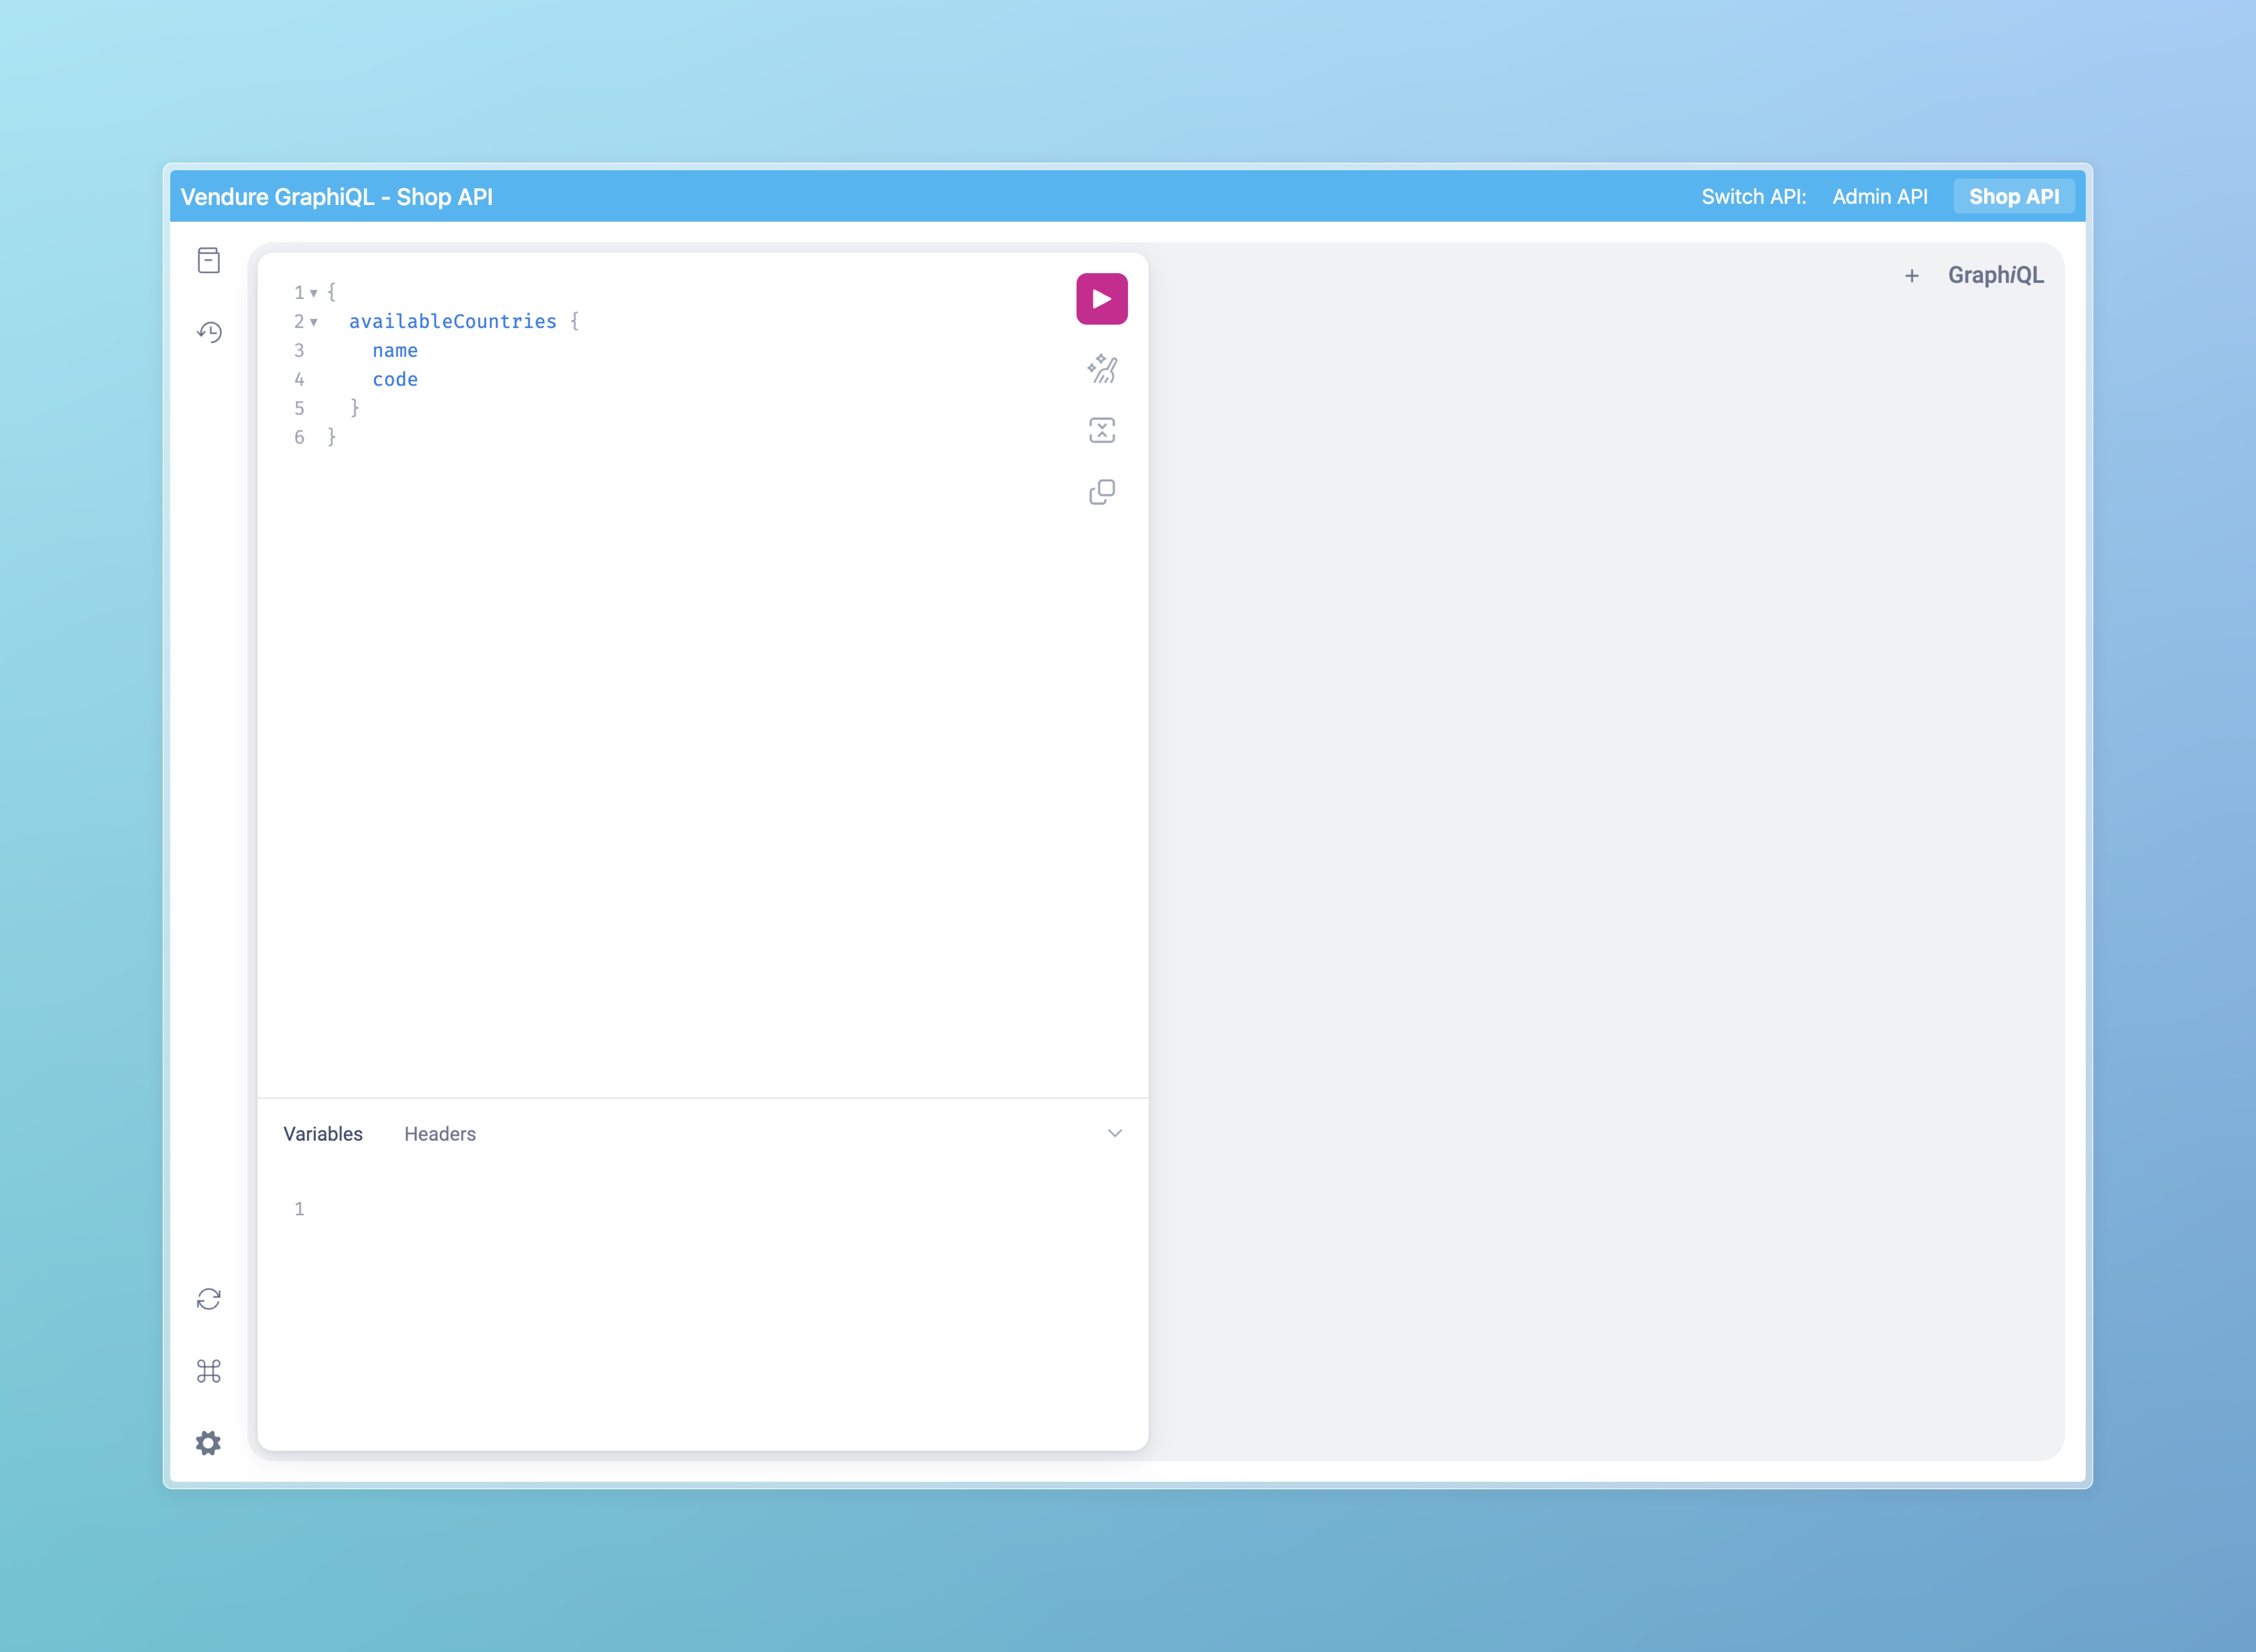 Vendure GraphiQL - Shop API
Switch API: Admin API Shop API
+ GraphiQL
1 {
2 availableCountries {
3 name
4 code
5 }
6 }
Variables Headers
1